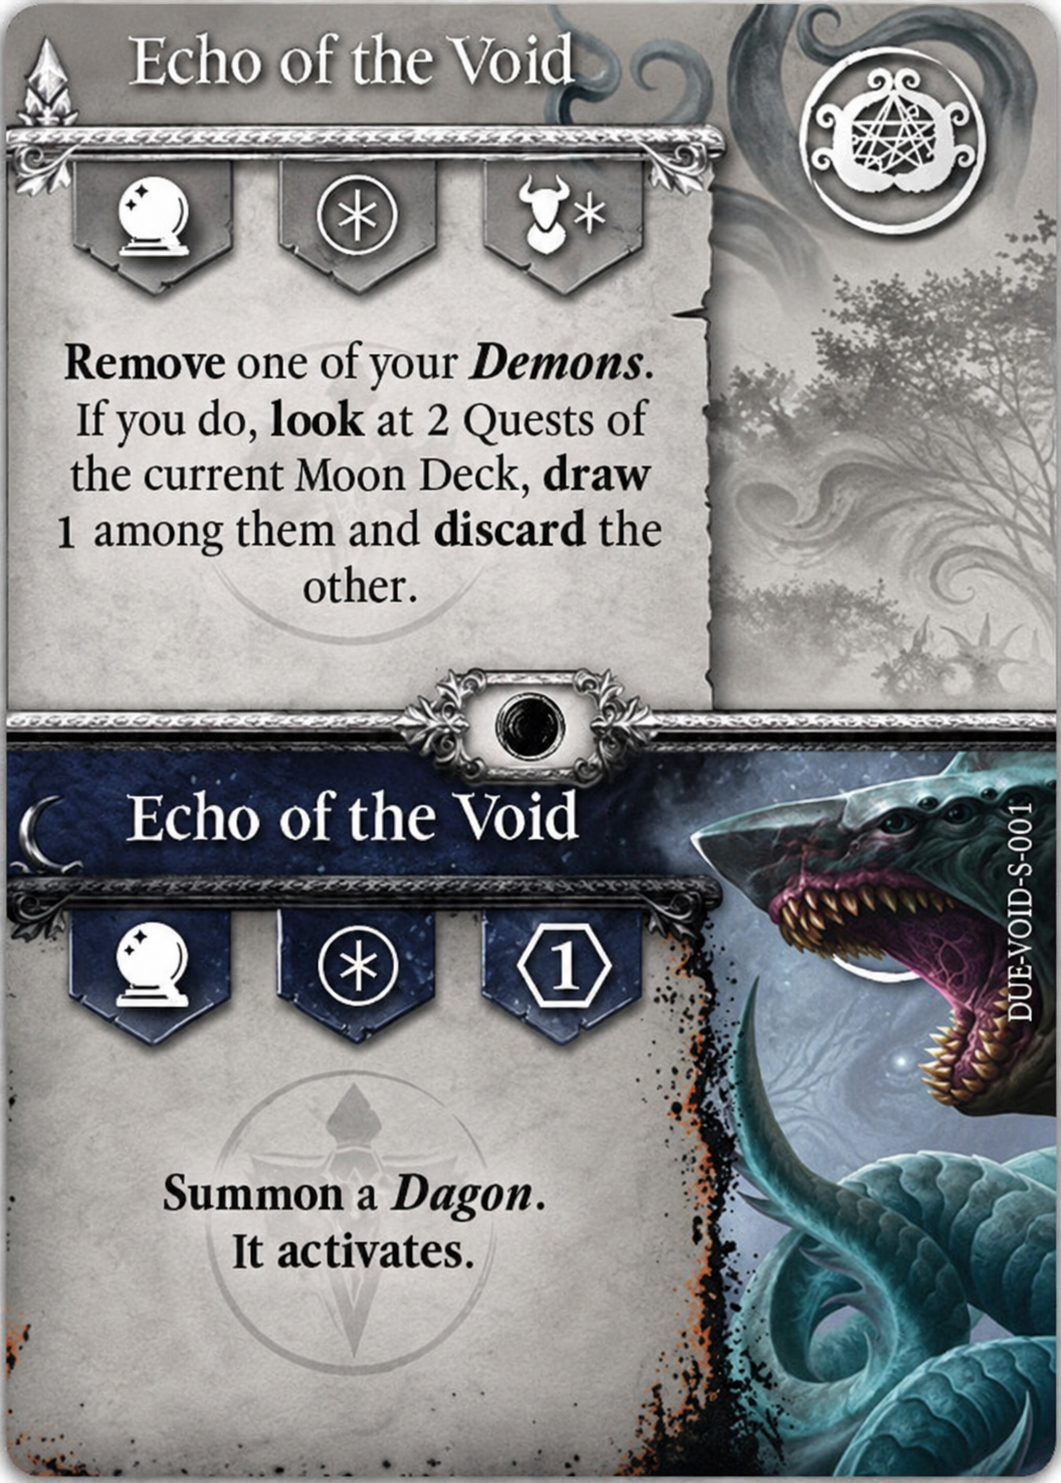 Echo of the Void
Remove one of your Demons.
If you do, look at 2 Quests of
the current Moon Deck, draw
1 among them and discard the
other.
Echo of the Void
1
DUE-VOID-S-001
Summon a Dagon.
It activates.